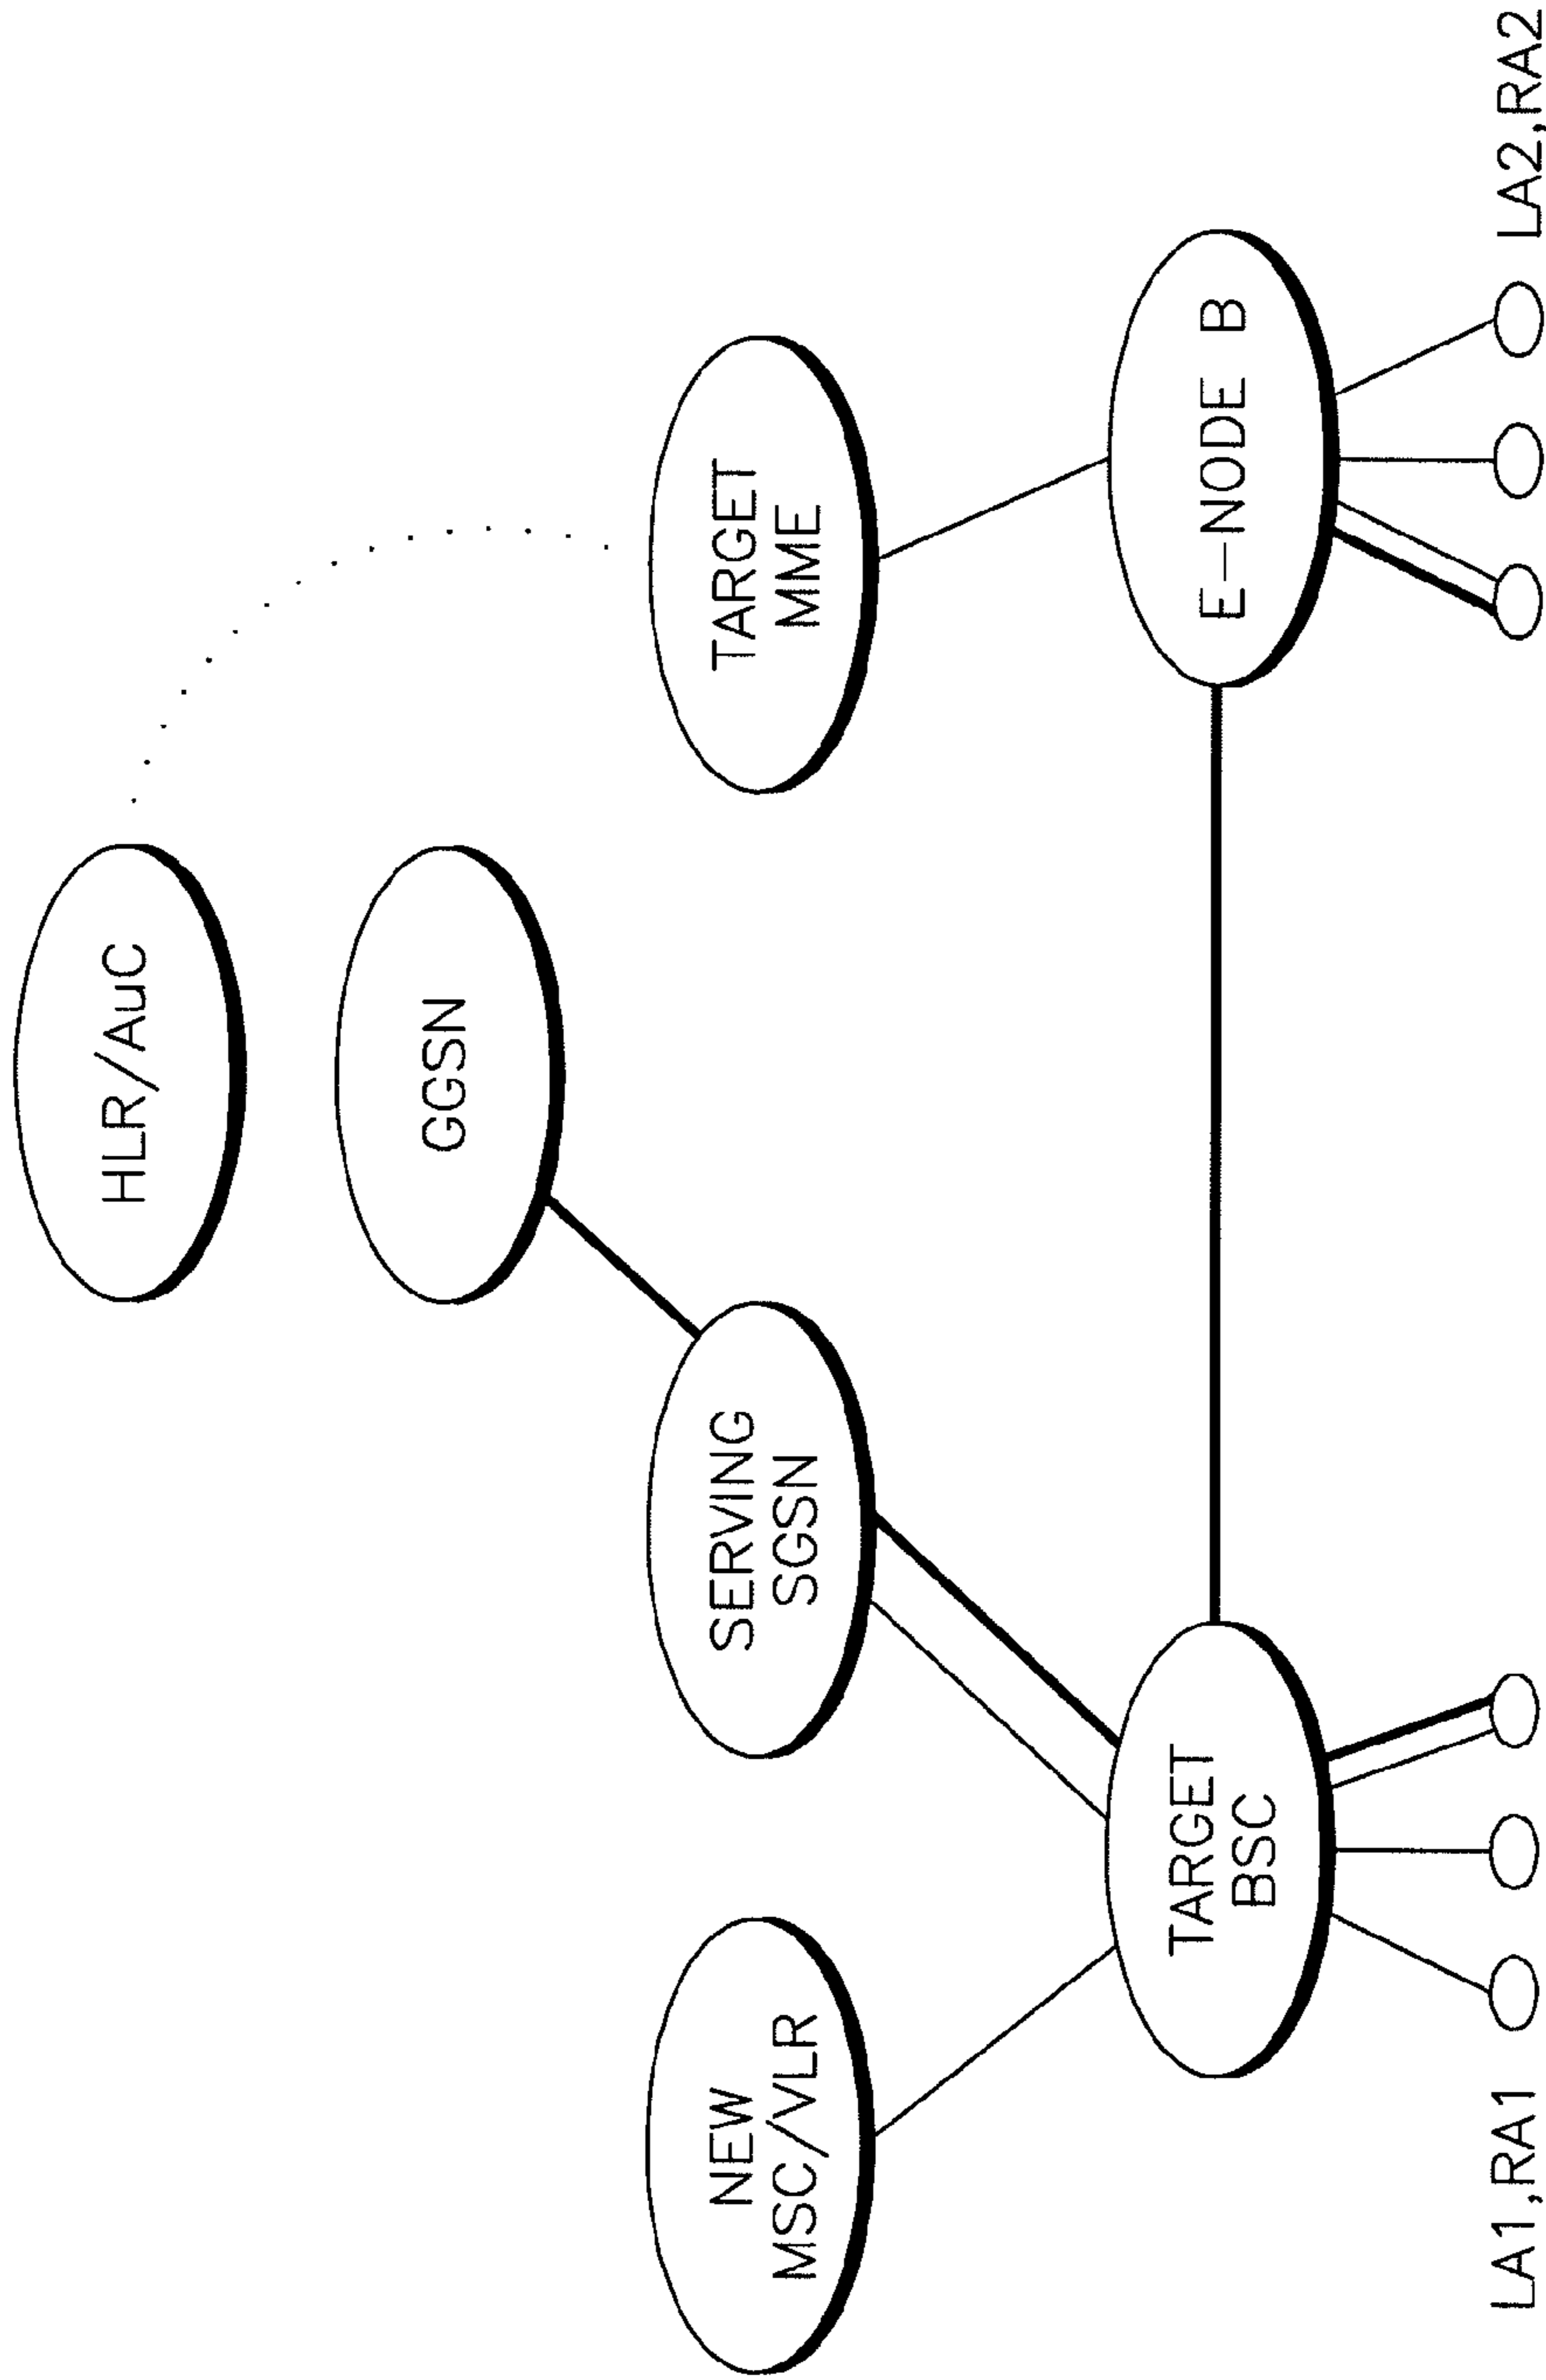 HLR/AuC
GGSN
NEW
MSC/VLR
SERVING
SGSN
TARGET
MME
TARGET
BSC
E-NODE B
LA1,RA1
LA2,RA2